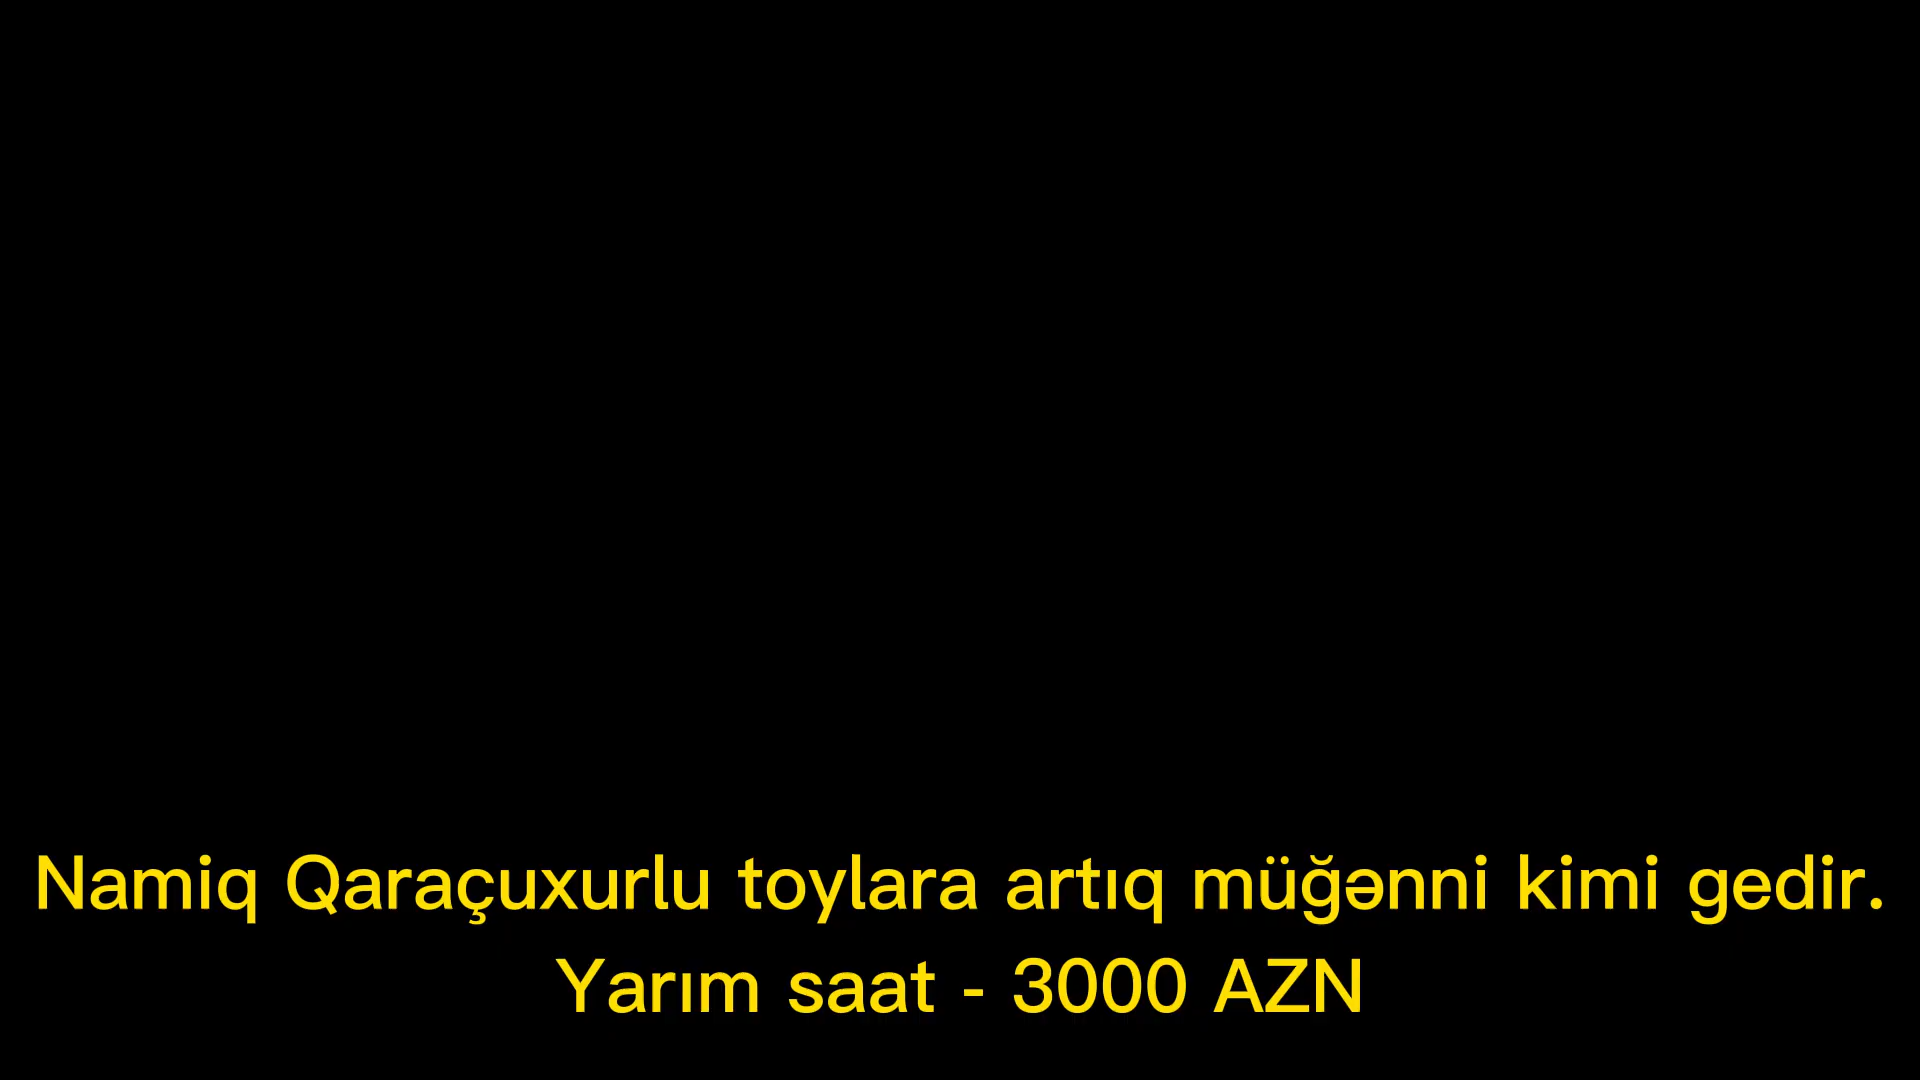 Namiq Qaraçuxurlu toylara artıq müğənni kimi gedir.
Yarım saat - 3000 AZN